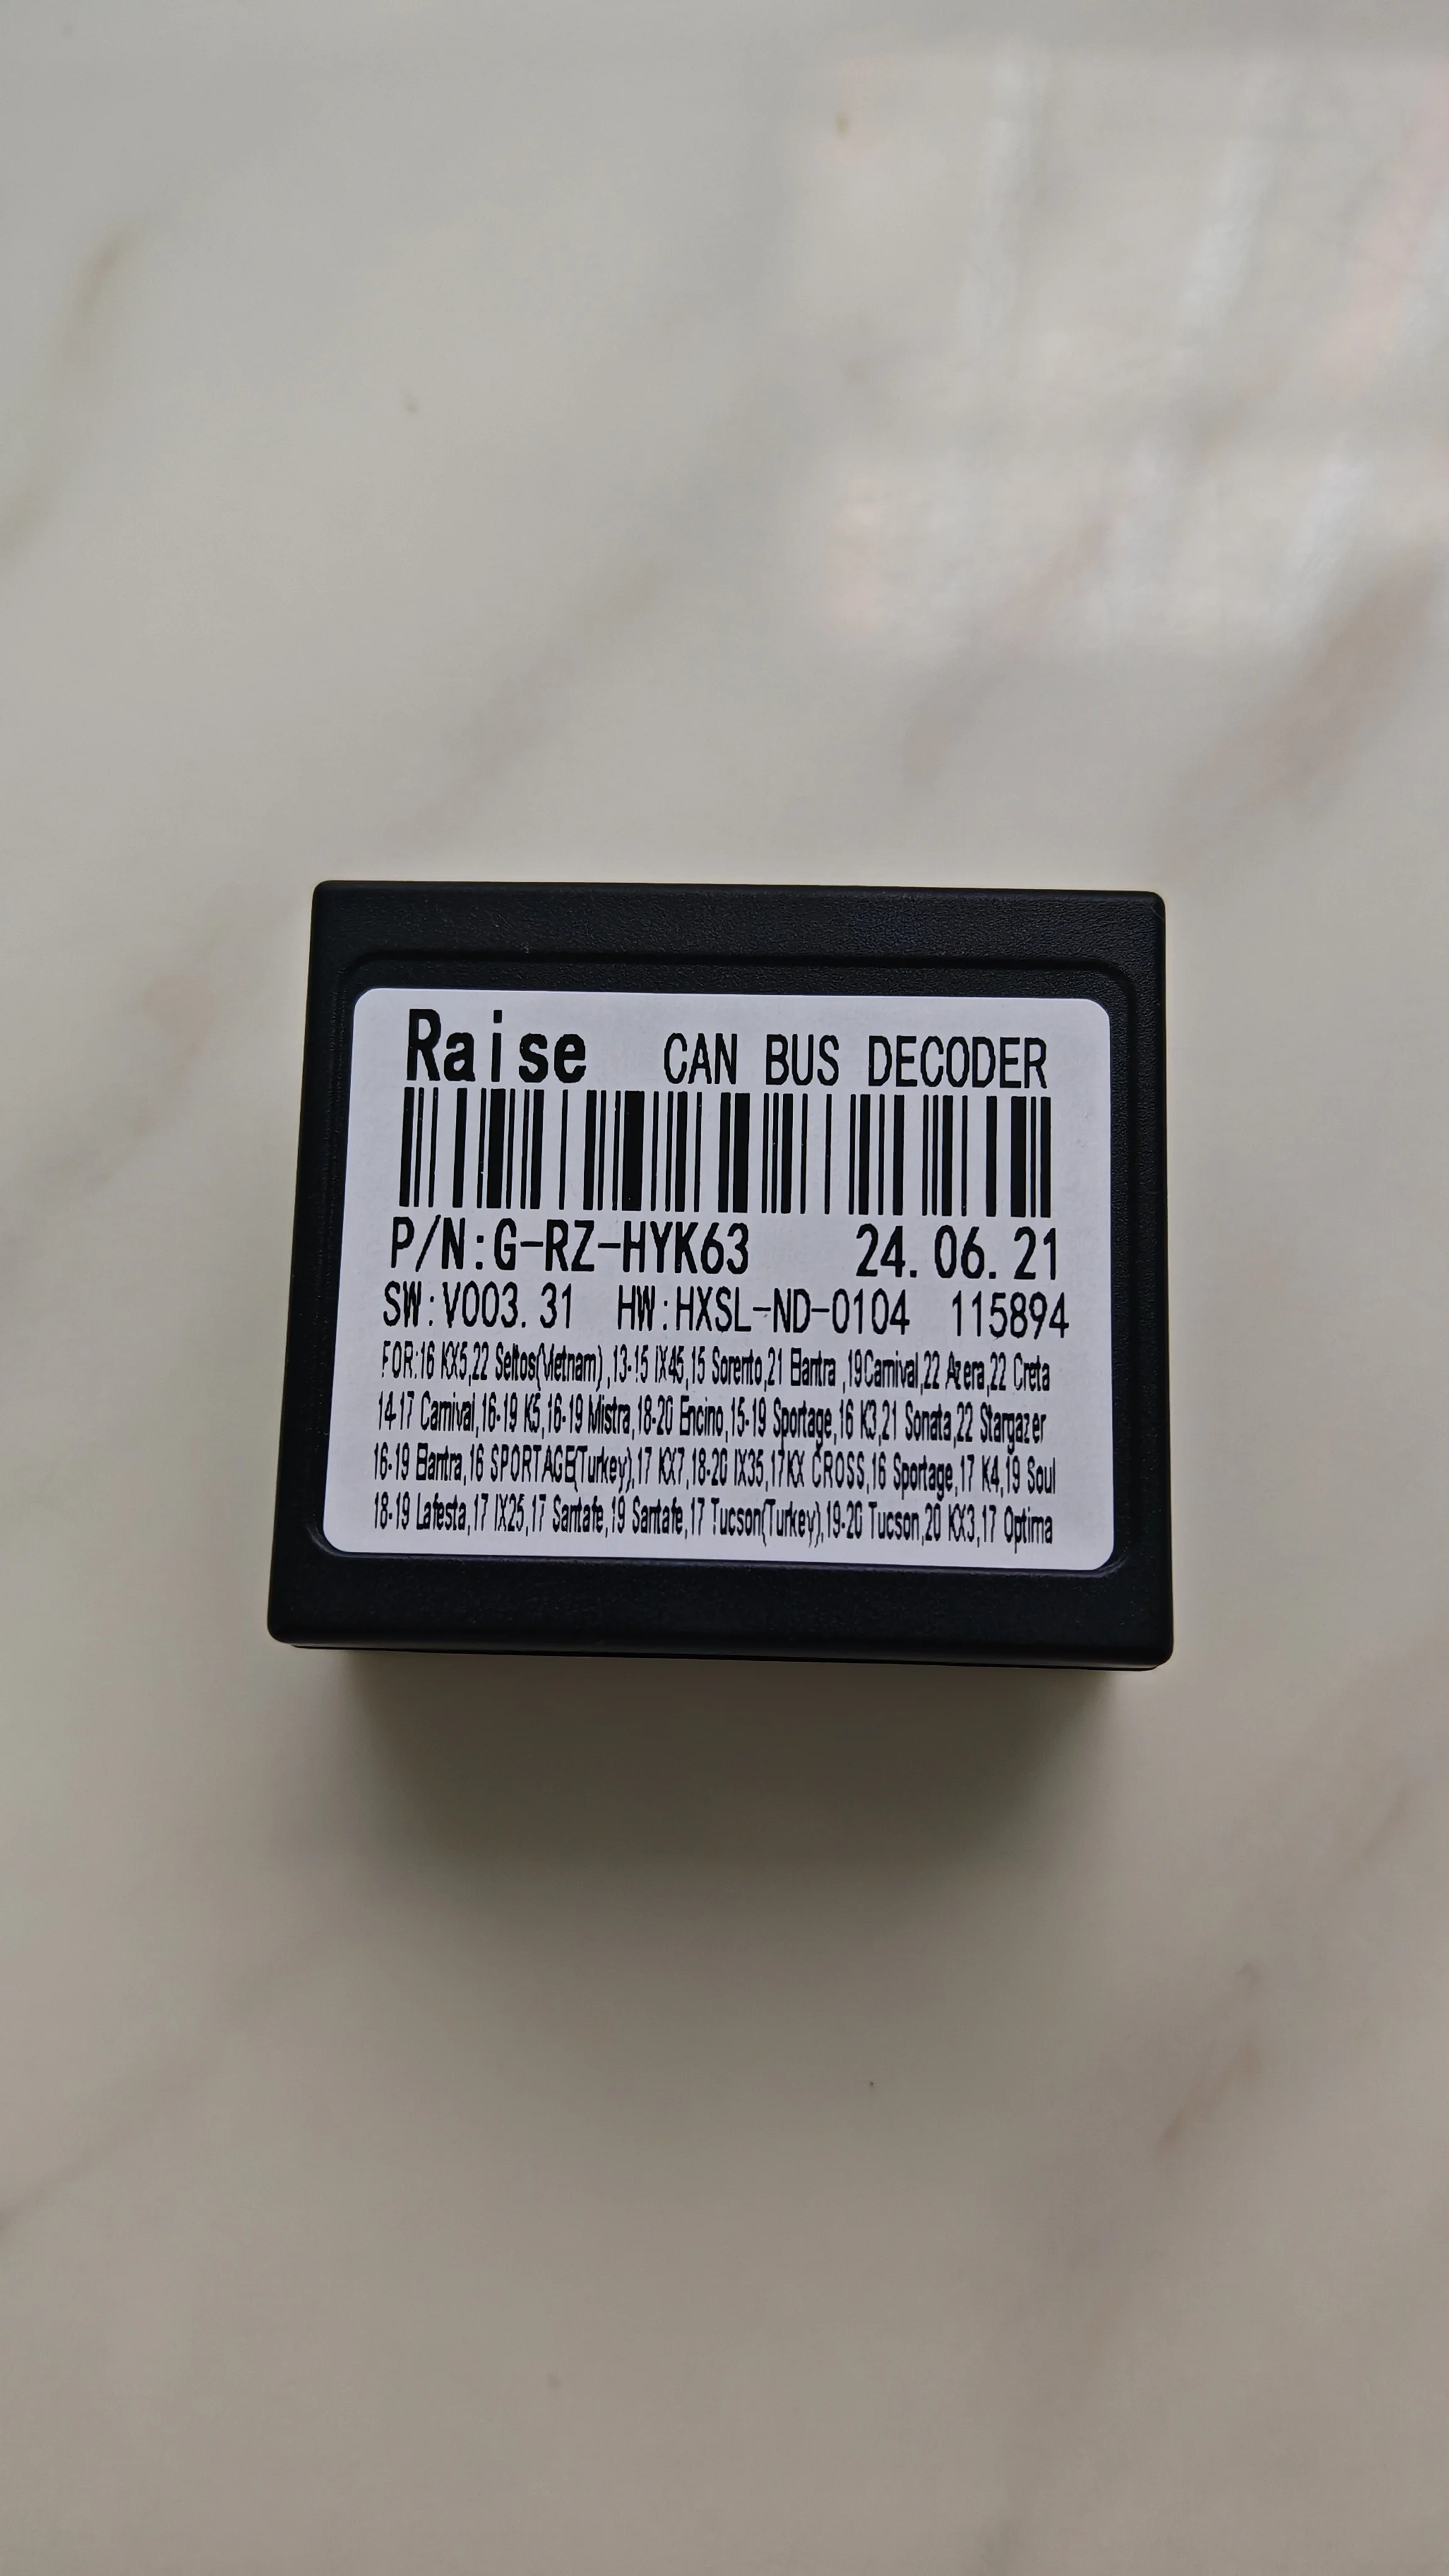 Raise CAN BUS DECODER
P/N:G-RZ-HYK63 24.06.21
SW:V003.31 HW:HXSL-ND-0104 115894
FOR:16 KX5,22 Seltos(Vietnam) ,13-15 IX45,15 Sorento,21 Elantra ,19Carnival,22 Azera,22 Creta
14-17 Carnival,16-19 K5,16-19 Mistra,18-20 Encino,15-19 Sportage,16 K3,21 Sonata,22 Stargazer
16-19 Elantra,16 SPORTAGE(Turkey),17 KX7,18-20 IX35,17KX CROSS,16 Sportage,17 K4,19 Soul
18-19 Lafesta,17 IX25,17 Santafe,19 Santafe,17 Tucson(Turkey),19-20 Tucson,20 KX3,17 Optima